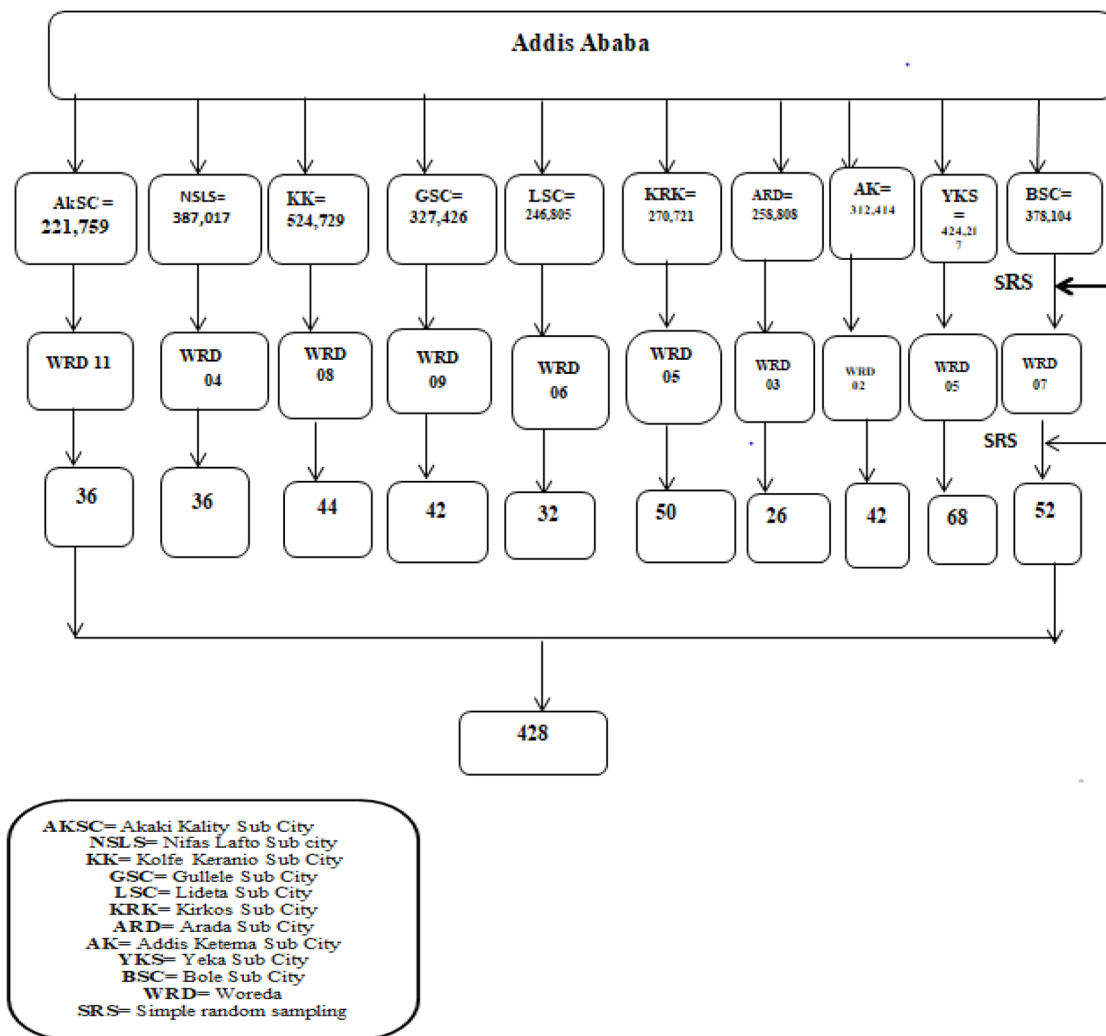 Addis Ababa
AkSC =
221,759
NSLS=
387,017
KK=
524,729
GSC=
327,426
LSC=
246,805
KRK=
270,721
ARD=
258,808
AK=
312,414
YKS
=
424,21
7
BSC=
378,104
SRS
WRD 11
WRD
04
WRD
08
WRD
09
WRD
06
WRD
05
WRD
03
WRD
02
WRD
05
WRD
07
SRS
36
36
44
42
32
50
26
42
68
52
428
AKSC= Akaki Kality Sub City
NSLS= Nifas Lafto Sub city
KK= Kolfe Keranio Sub City
GSC= Gullele Sub City
LSC= Lideta Sub City
KRK= Kirkos Sub City
ARD= Arada Sub City
AK= Addis Ketema Sub City
YKS= Yeka Sub City
BSC= Bole Sub City
WRD= Woreda
SRS= Simple random sampling